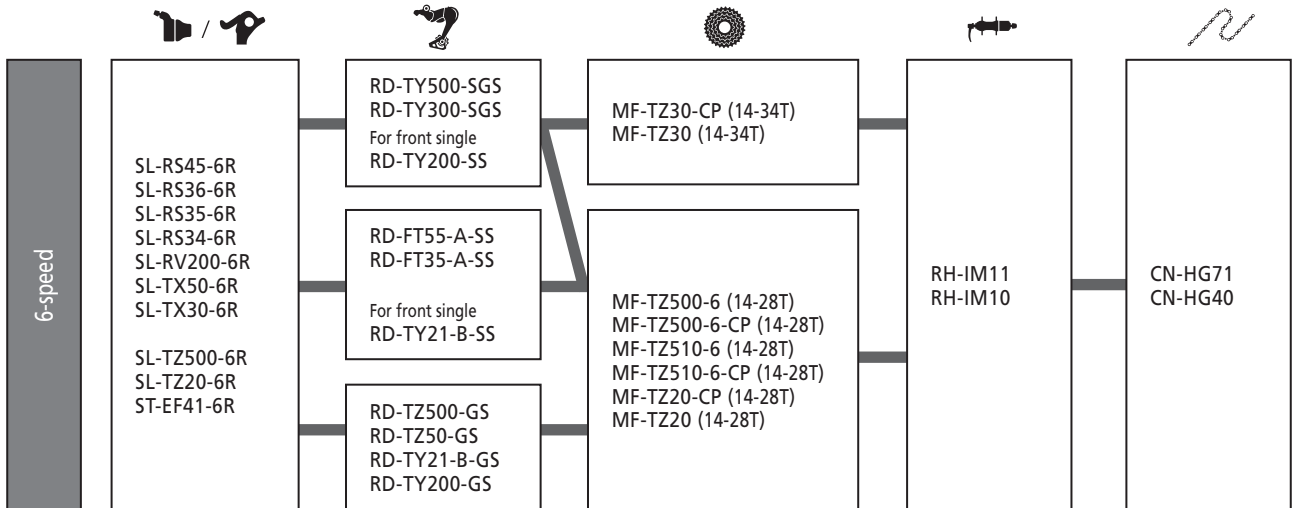 /
6-speed
SL-RS45-6R
SL-RS36-6R
SL-RS35-6R
SL-RS34-6R
SL-RV200-6R
SL-TX50-6R
SL-TX30-6R
SL-TZ500-6R
SL-TZ20-6R
ST-EF41-6R
RD-TY500-SGS
RD-TY300-SGS
For front single
RD-TY200-SS
RD-FT55-A-SS
RD-FT35-A-SS
For front single
RD-TY21-B-SS
RD-TZ500-GS
RD-TZ50-GS
RD-TY21-B-GS
RD-TY200-GS
MF-TZ30-CP (14-34T)
MF-TZ30 (14-34T)
MF-TZ500-6 (14-28T)
MF-TZ500-6-CP (14-28T)
MF-TZ510-6 (14-28T)
MF-TZ510-6-CP (14-28T)
MF-TZ20-CP (14-28T)
MF-TZ20 (14-28T)
RH-IM11
RH-IM10
CN-HG71
CN-HG40